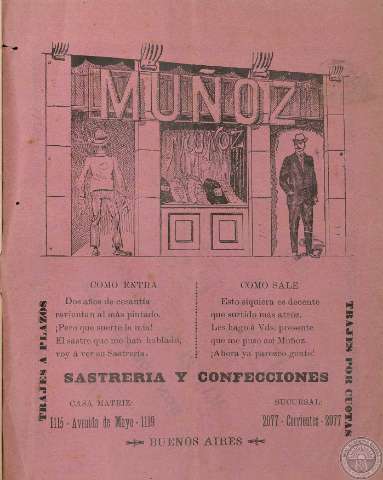 MUÑOZ
MUÑOZ
COMO ENTRA
Dos años de cesantía
revientan al más pintado.
¡Pero que suerte la mía!
El sastre que me han hablado,
voy á ver su Sastrería.
COMO SALE
Esto siquiera es decente
que surtido mas atroz.
Les hago á Vds. presente
que me puso así Muñoz.
¡Ahora ya parezco gente!
TRAJES A PLAZOS
TRAJES POR CUOTAS
SASTRERIA Y CONFECCIONES
CASA MATRIZ:
1115 - Avenida de Mayo - 1119
SUCURSAL:
2077 - Corrientes - 2077
BUENOS AIRES